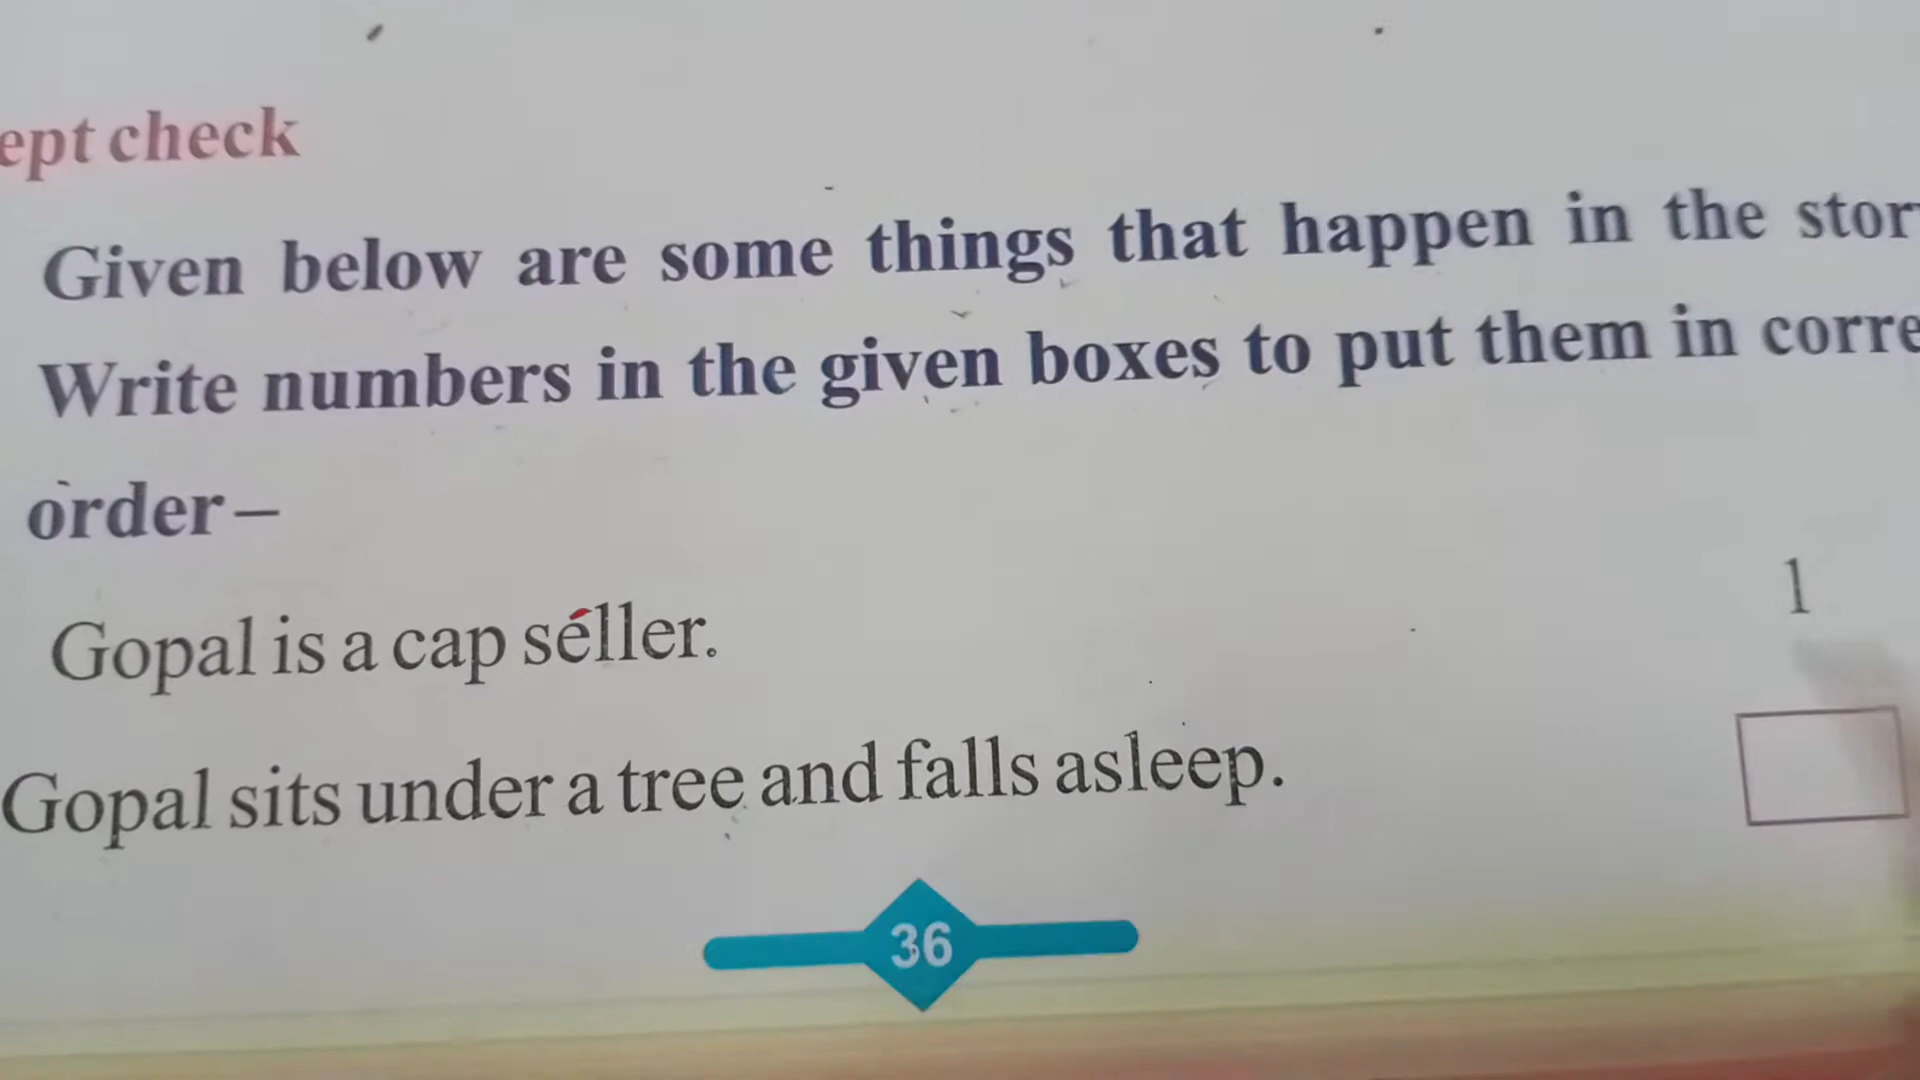 ept check
Given below are some things that happen in the stor
Write numbers in the given boxes to put them in corre
order–
Gopal is a cap seller.
1
Gopal sits under a tree and falls asleep.
36